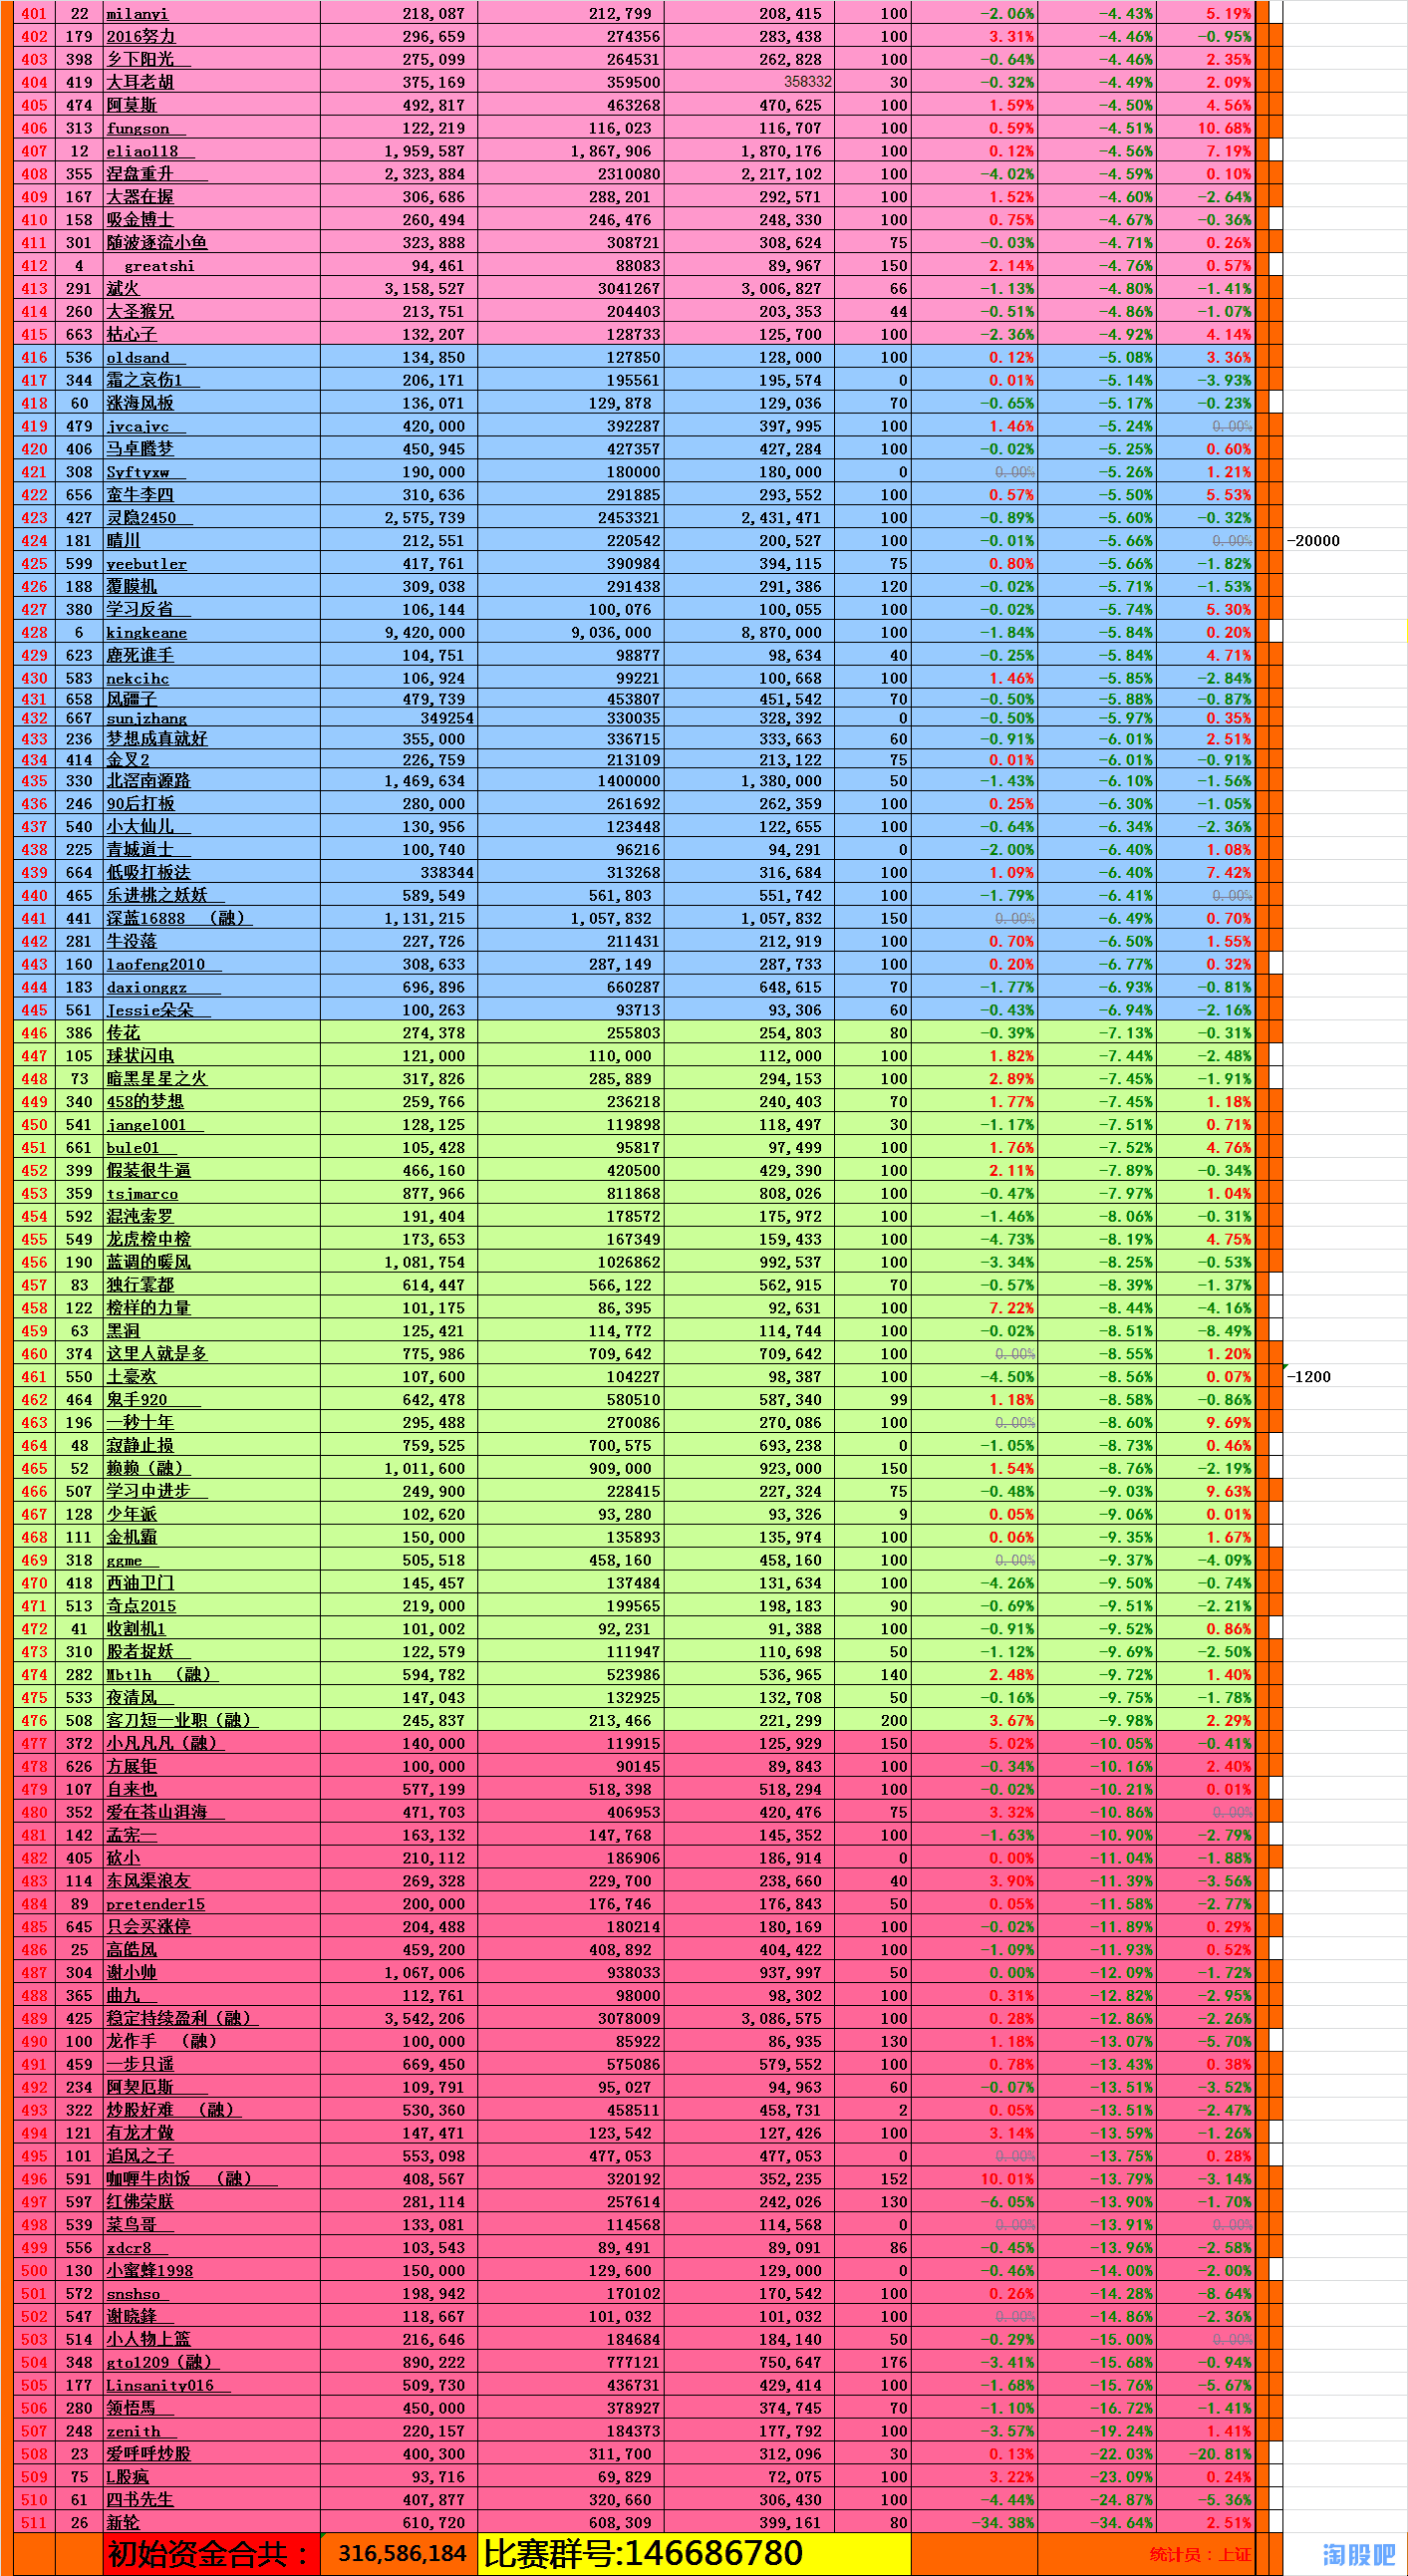 401 22 milanyi 218,087 212,799 208,415 100 -2.06% -4.43% 5.19%
402 179 2016努力 296,659 274356 283,438 100 3.31% -4.46% -0.95%
403 398 乡下阳光 275,099 264531 262,828 100 -0.64% -4.46% 2.35%
404 419 大耳老胡 375,169 359500 358332 30 -0.32% -4.49% 2.09%
405 474 阿莫斯 492,817 463268 470,625 100 1.59% -4.50% 4.56%
406 313 fungson 122,219 116,023 116,707 100 0.59% -4.51% 10.68%
407 12 eliao118 1,959,587 1,867,906 1,870,176 100 0.12% -4.56% 7.19%
408 355 涅盘重升 2,323,884 2310080 2,217,102 100 -4.02% -4.59% 0.10%
409 167 大器在握 306,686 288,201 292,571 100 1.52% -4.60% -2.64%
410 158 吸金博士 260,494 246,476 248,330 100 0.75% -4.67% -0.36%
411 301 随波逐流小鱼 323,888 308721 308,624 75 -0.03% -4.71% 0.26%
412 4 greatshi 94,461 88083 89,967 150 2.14% -4.76% 0.57%
413 291 斌火 3,158,527 3041267 3,006,827 66 -1.13% -4.80% -1.41%
414 260 大圣猴兄 213,751 204403 203,353 44 -0.51% -4.86% -1.07%
415 663 枯心子 132,207 128733 125,700 100 -2.36% -4.92% 4.14%
416 536 oldsand 134,850 127850 128,000 100 0.12% -5.08% 3.36%
417 344 霜之哀伤1 206,171 195561 195,574 0 0.01% -5.14% -3.93%
418 60 涨海风板 136,071 129,878 129,036 70 -0.65% -5.17% -0.23%
419 479 jvcajvc 420,000 392287 397,995 100 1.46% -5.24% 0.00%
420 406 马卓腾梦 450,945 427357 427,284 100 -0.02% -5.25% 0.60%
421 308 Syftyxw 190,000 180000 180,000 0 0.00% -5.26% 1.21%
422 656 蛮牛李四 310,636 291885 293,552 100 0.57% -5.50% 5.53%
423 427 灵隐2450 2,575,739 2453321 2,431,471 100 -0.89% -5.60% -0.32%
424 181 晴川 212,551 220542 200,527 100 -0.01% -5.66% 0.00% -20000
425 599 yeebutler 417,761 390984 394,115 75 0.80% -5.66% -1.82%
426 188 覆膜机 309,038 291438 291,386 120 -0.02% -5.71% -1.53%
427 380 学习反省 106,144 100,076 100,055 100 -0.02% -5.74% 5.30%
428 6 kingkeane 9,420,000 9,036,000 8,870,000 100 -1.84% -5.84% 0.20%
429 623 鹿死谁手 104,751 98877 98,634 40 -0.25% -5.84% 4.71%
430 583 nekcihc 106,924 99221 100,668 100 1.46% -5.85% -2.84%
431 658 风疆子 479,739 453807 451,542 70 -0.50% -5.88% -0.87%
432 667 sunjzhang 349254 330035 328,392 0 -0.50% -5.97% 0.35%
433 236 梦想成真就好 355,000 336715 333,663 60 -0.91% -6.01% 2.51%
434 414 金叉2 226,759 213109 213,122 75 0.01% -6.01% -0.91%
435 330 北滘南源路 1,469,634 1400000 1,380,000 50 -1.43% -6.10% -1.56%
436 246 90后打板 280,000 261692 262,359 100 0.25% -6.30% -1.05%
437 540 小大仙儿 130,956 123448 122,655 100 -0.64% -6.34% -2.36%
438 225 青城道士 100,740 96216 94,291 0 -2.00% -6.40% 1.08%
439 664 低吸打板法 338344 313268 316,684 100 1.09% -6.40% 7.42%
440 465 乐进桃之妖妖 589,549 561,803 551,742 100 -1.79% -6.41% 0.00%
441 441 深蓝16888 （融） 1,131,215 1,057,832 1,057,832 150 0.00% -6.49% 0.70%
442 281 牛没落 227,726 211431 212,919 100 0.70% -6.50% 1.55%
443 160 laofeng2010 308,633 287,149 287,733 100 0.20% -6.77% 0.32%
444 183 daxionggz 696,896 660287 648,615 70 -1.77% -6.93% -0.81%
445 561 Jessie朵朵 100,263 93713 93,306 60 -0.43% -6.94% -2.16%
446 386 传花 274,378 255803 254,803 80 -0.39% -7.13% -0.31%
447 105 球状闪电 121,000 110,000 112,000 100 1.82% -7.44% -2.48%
448 73 暗黑星星之火 317,826 285,889 294,153 100 2.89% -7.45% -1.91%
449 340 458的梦想 259,766 236218 240,403 70 1.77% -7.45% 1.18%
450 541 jangel001 128,125 119898 118,497 30 -1.17% -7.51% 0.71%
451 661 bule01 105,428 95817 97,499 100 1.76% -7.52% 4.76%
452 399 假装很牛逼 466,160 420500 429,390 100 2.11% -7.89% -0.34%
453 359 tsjmarco 877,966 811868 808,026 100 -0.47% -7.97% 1.04%
454 592 混沌索罗 191,404 178572 175,972 100 -1.46% -8.06% -0.31%
455 549 龙虎榜中榜 173,653 167349 159,433 100 -4.73% -8.19% 4.75%
456 190 蓝调的暖风 1,081,754 1026862 992,537 100 -3.34% -8.25% -0.53%
457 83 独行雾都 614,447 566,122 562,915 70 -0.57% -8.39% -1.37%
458 122 榜样的力量 101,175 86,395 92,631 100 7.22% -8.44% -4.16%
459 63 黑洞 125,421 114,772 114,744 100 -0.02% -8.51% -8.49%
460 374 这里人就是多 775,986 709,642 709,642 100 0.00% -8.55% 1.20%
461 550 土豪欢 107,600 104227 98,387 100 -4.50% -8.56% 0.07% -1200
462 464 鬼手920 642,478 580510 587,340 99 1.18% -8.58% -0.86%
463 196 一秒十年 295,488 270086 270,086 100 0.00% -8.60% 9.69%
464 48 寂静止损 759,525 700,575 693,238 0 -1.05% -8.73% 0.46%
465 52 赖赖（融） 1,011,600 909,000 923,000 150 1.54% -8.76% -2.19%
466 507 学习中进步 249,900 228415 227,324 75 -0.48% -9.03% 9.63%
467 128 少年派 102,620 93,280 93,326 9 0.05% -9.06% 0.01%
468 111 金机霸 150,000 135893 135,974 100 0.06% -9.35% 1.67%
469 318 ggme 505,518 458,160 458,160 100 0.00% -9.37% -4.09%
470 418 西油卫门 145,457 137484 131,634 100 -4.26% -9.50% -0.74%
471 513 奇点2015 219,000 199565 198,183 90 -0.69% -9.51% -2.21%
472 41 收割机1 101,002 92,231 91,388 100 -0.91% -9.52% 0.86%
473 310 股者捉妖 122,579 111947 110,698 50 -1.12% -9.69% -2.50%
474 282 Mbtlh （融） 594,782 523986 536,965 140 2.48% -9.72% 1.40%
475 533 夜清风 147,043 132925 132,708 50 -0.16% -9.75% -1.78%
476 508 客刀短一业职（融） 245,837 213,466 221,299 200 3.67% -9.98% 2.29%
477 372 小凡凡凡（融） 140,000 119915 125,929 150 5.02% -10.05% -0.41%
478 626 方展钜 100,000 90145 89,843 100 -0.34% -10.16% 2.40%
479 107 自来也 577,199 518,398 518,294 100 -0.02% -10.21% 0.01%
480 352 爱在苍山洱海 471,703 406953 420,476 75 3.32% -10.86% 0.00%
481 142 孟宪一 163,132 147,768 145,352 100 -1.63% -10.90% -2.79%
482 405 砍小 210,112 186906 186,914 0 0.00% -11.04% -1.88%
483 114 东风渠浪友 269,328 229,700 238,660 40 3.90% -11.39% -3.56%
484 89 pretender15 200,000 176,746 176,843 50 0.05% -11.58% -2.77%
485 645 只会买涨停 204,488 180214 180,169 100 -0.02% -11.89% 0.29%
486 25 高皓风 459,200 408,892 404,422 100 -1.09% -11.93% 0.52%
487 304 谢小帅 1,067,006 938033 937,997 50 0.00% -12.09% -1.72%
488 365 曲九 112,761 98000 98,302 100 0.31% -12.82% -2.95%
489 425 稳定持续盈利（融） 3,542,206 3078009 3,086,575 100 0.28% -12.86% -2.26%
490 100 龙作手 （融） 100,000 85922 86,935 130 1.18% -13.07% -5.70%
491 459 一步只遥 669,450 575086 579,552 100 0.78% -13.43% 0.38%
492 234 阿契厄斯 109,791 95,027 94,963 60 -0.07% -13.51% -3.52%
493 322 炒股好难 （融） 530,360 458511 458,731 2 0.05% -13.51% -2.47%
494 121 有龙才做 147,471 123,542 127,426 100 3.14% -13.59% -1.26%
495 101 追风之子 553,098 477,053 477,053 0 0.00% -13.75% 0.28%
496 591 咖喱牛肉饭 （融） 408,567 320192 352,235 152 10.01% -13.79% -3.14%
497 597 红佛荣朕 281,114 257614 242,026 130 -6.05% -13.90% -1.70%
498 539 菜鸟哥 133,081 114568 114,568 0 0.00% -13.91% 0.00%
499 556 xdcr8 103,543 89,491 89,091 86 -0.45% -13.96% -2.58%
500 130 小蜜蜂1998 150,000 129,600 129,000 0 -0.46% -14.00% -2.00%
501 572 snshso 198,942 170102 170,542 100 0.26% -14.28% -8.64%
502 547 谢晓鋒 118,667 101,032 101,032 100 0.00% -14.86% -2.36%
503 514 小人物上篮 216,646 184684 184,140 50 -0.29% -15.00% 0.00%
504 348 gto1209（融） 890,222 777121 750,647 176 -3.41% -15.68% -0.94%
505 177 Linsanity016 509,730 436731 429,414 100 -1.68% -15.76% -5.67%
506 280 领悟馬 450,000 378927 374,745 70 -1.10% -16.72% -1.41%
507 248 zenith 220,157 184373 177,792 100 -3.57% -19.24% 1.41%
508 23 爱呼呼炒股 400,300 311,700 312,096 30 0.13% -22.03% -20.81%
509 75 L股疯 93,716 69,829 72,075 100 3.22% -23.09% 0.24%
510 61 四书先生 407,877 320,660 306,430 100 -4.44% -24.87% -5.36%
511 26 新轮 610,720 608,309 399,161 80 -34.38% -34.64% 2.51%
初始资金合共： 316,586,184 比赛群号:146686780 统计员：上证
淘股吧